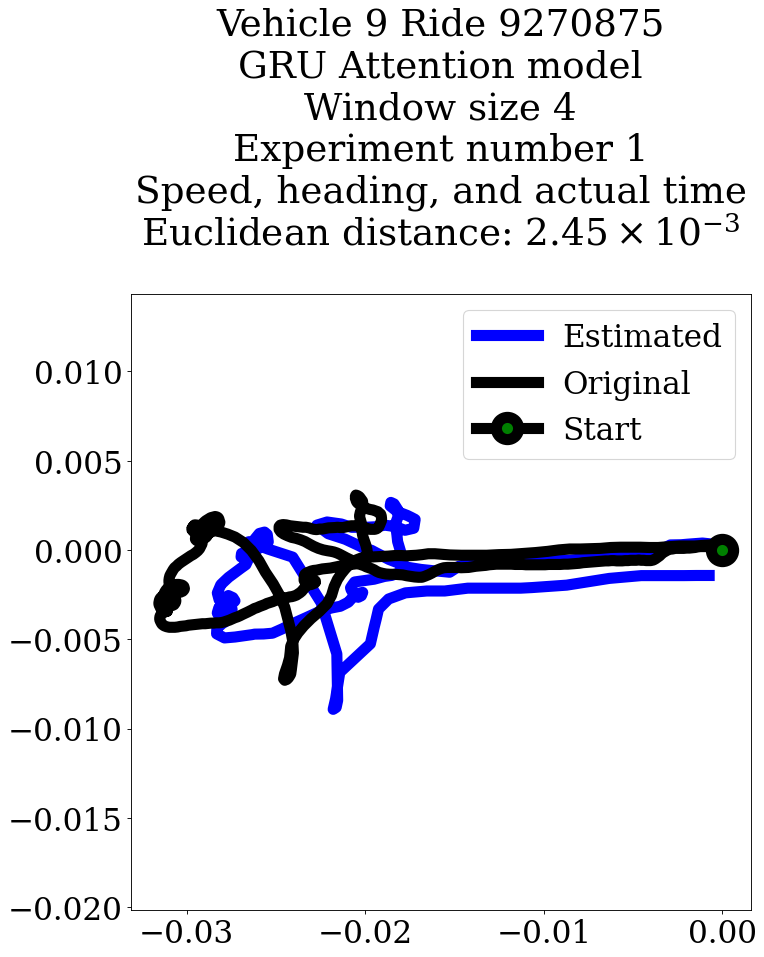 Vehicle 9 Ride 9270875
GRU Attention model
Window size 4
Experiment number 1
Speed, heading, and actual time
Euclidean distance: 2.45 × 10⁻³
Estimated
Original
Start
0.010
0.005
0.000
−0.005
−0.010
−0.015
−0.020
−0.03
−0.02
−0.01
0.00